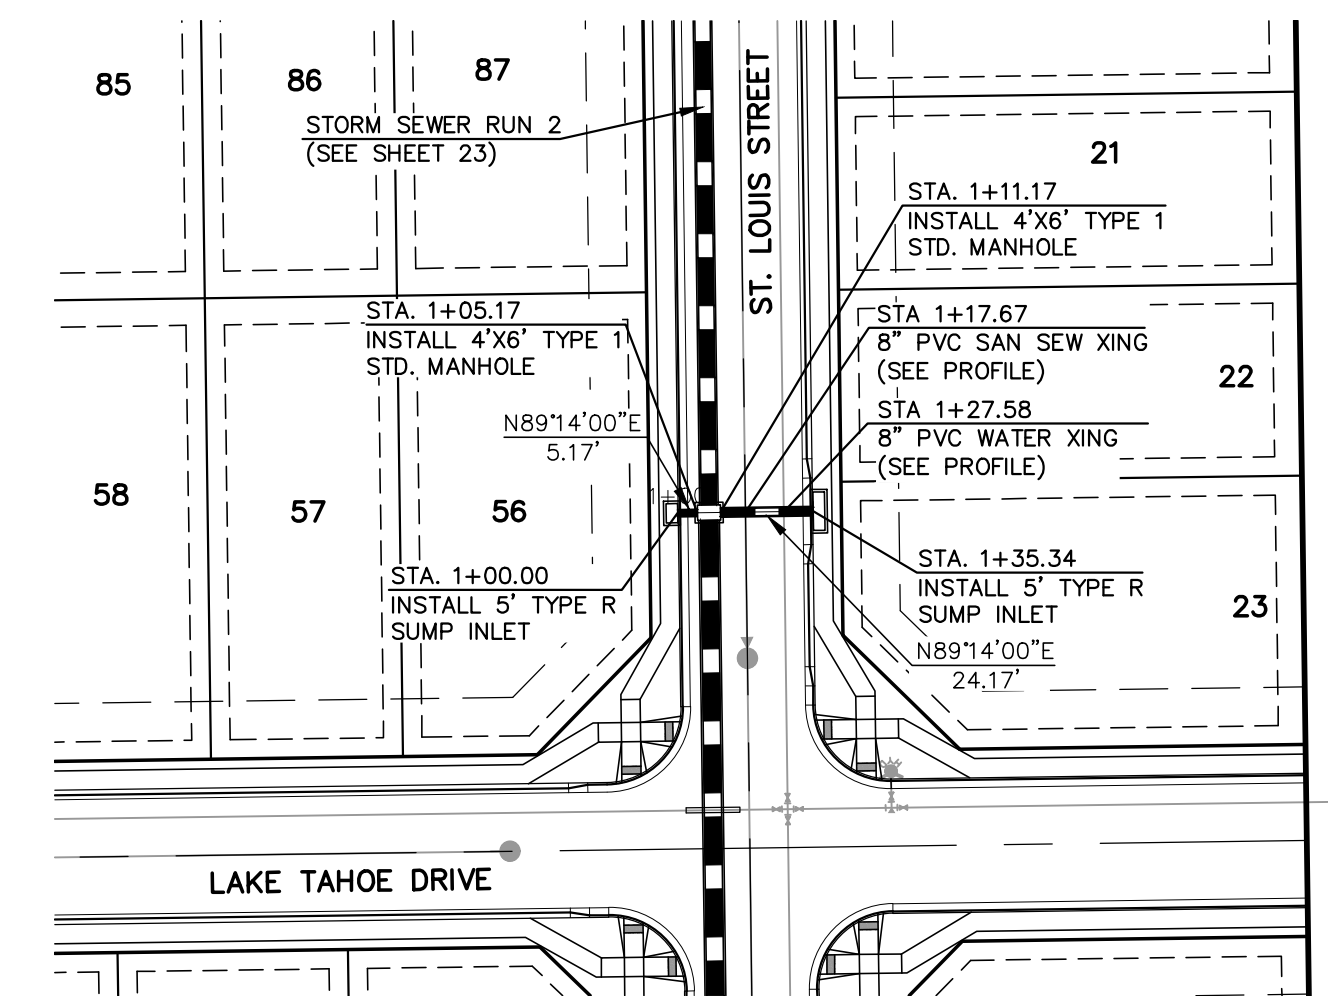 85
86
87
STORM SEWER RUN 2
(SEE SHEET 23)
ST. LOUIS STREET
21
STA. 1+11.17
INSTALL 4'X6' TYPE 1
STD. MANHOLE
STA. 1+05.17
INSTALL 4'X6' TYPE 1
STD. MANHOLE
STA 1+17.67
8" PVC SAN SEW XING
(SEE PROFILE)
22
STA 1+27.58
8" PVC WATER XING
(SEE PROFILE)
N89°14'00"E
5.17'
58
57
56
STA. 1+00.00
INSTALL 5' TYPE R
SUMP INLET
STA. 1+35.34
INSTALL 5' TYPE R
SUMP INLET
23
N89°14'00"E
24.17'
LAKE TAHOE DRIVE